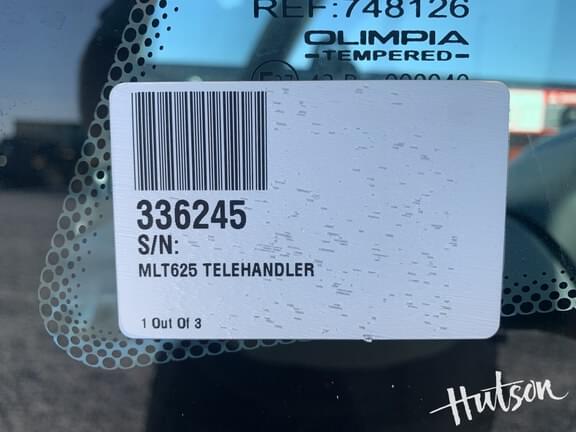 REF:748126
OLIMPIA
-TEMPERED-
336245
S/N:
MLT625 TELEHANDLER
1 Out Of 3
Hutson